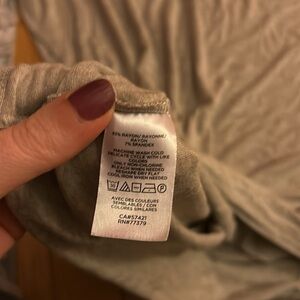 93% RAYON/ RAYONNE/
RAYON
7% SPANDEX
MACHINE WASH COLD
DELICATE CYCLE WITH LIKE
COLORS
ONLY NON-CHLORINE
BLEACH WHEN NEEDED
RESHAPE DRY FLAT
COOL IRON WHEN NEEDED
AVEC DES COULEURS
SEMBLABLES / CON
COLORES SIMILARES
CA#57421
RN#77379